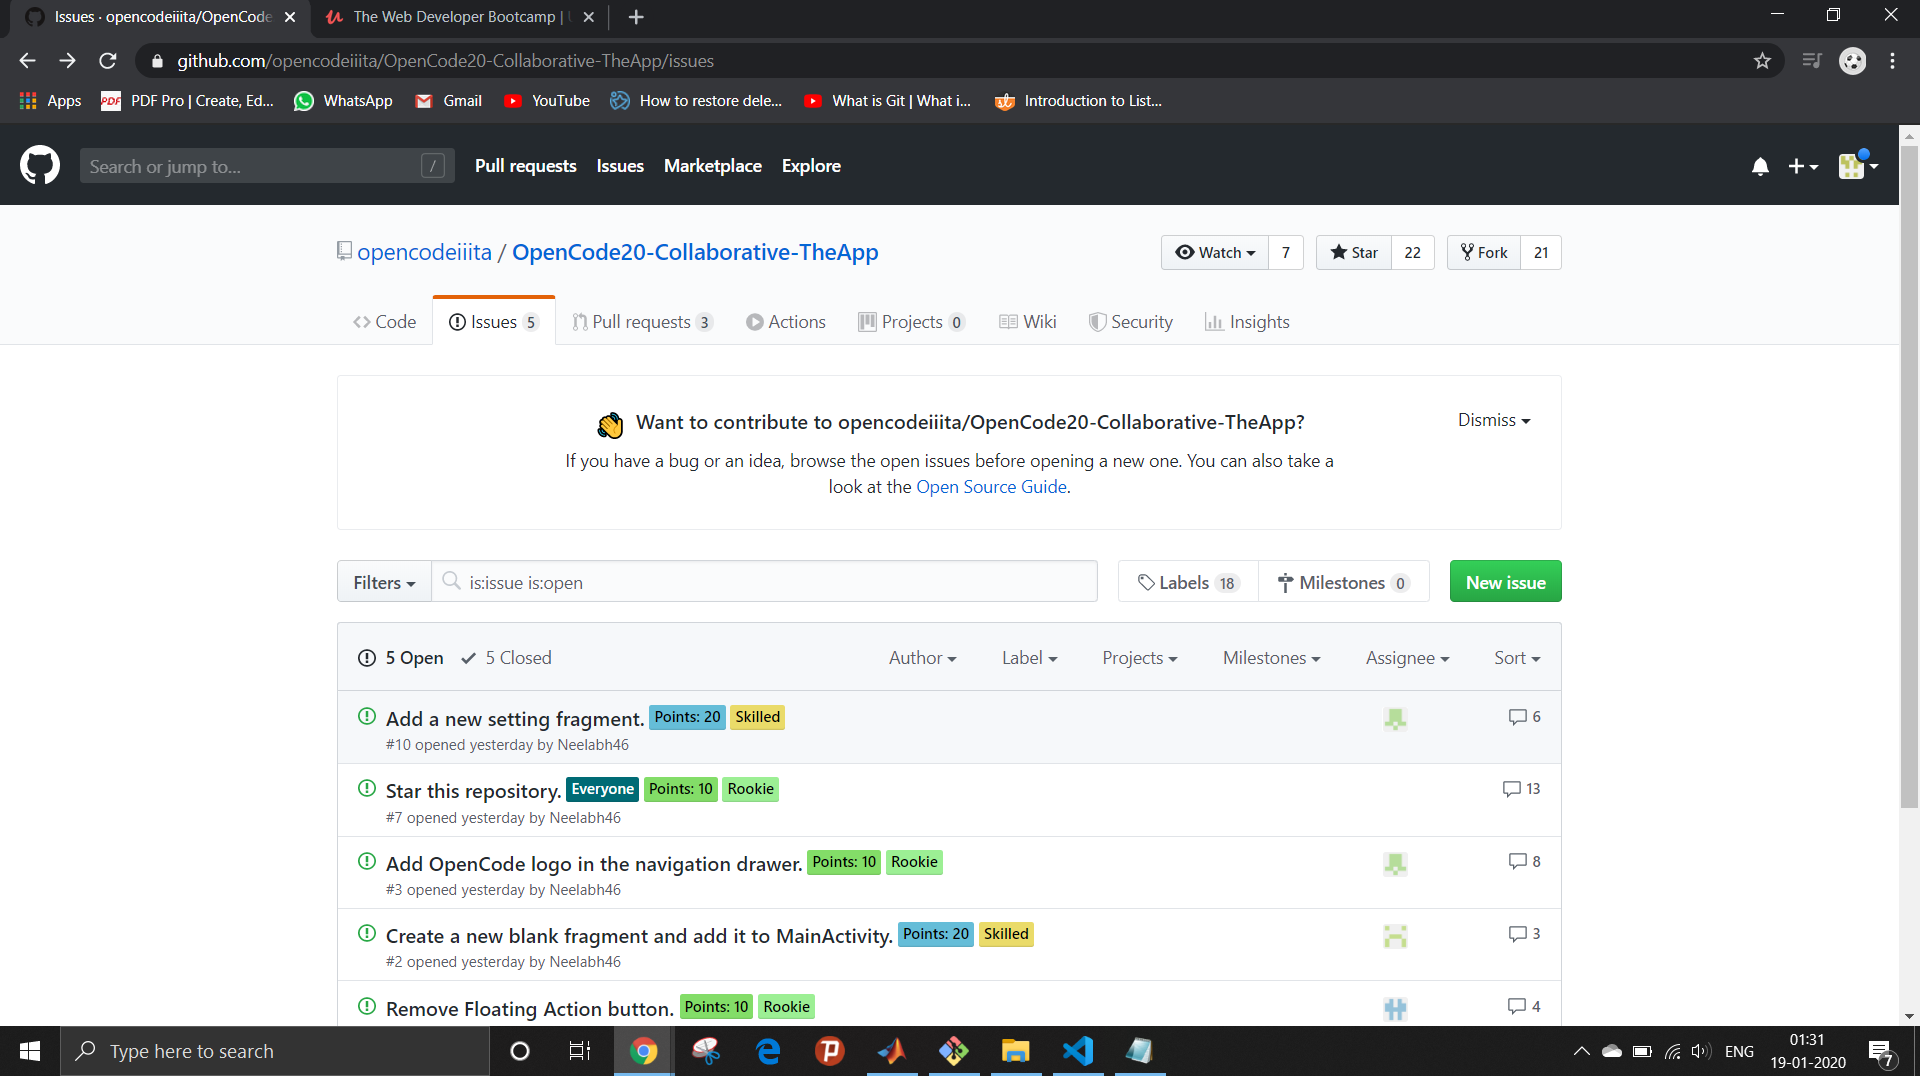 Issues · opencodeiiita/OpenCode
The Web Developer Bootcamp |
github.com/opencodeiiita/OpenCode20-Collaborative-TheApp/issues
Apps
PDF Pro | Create, Ed...
WhatsApp
Gmail
YouTube
How to restore dele...
What is Git | What i...
Introduction to List...
Search or jump to...
/
Pull requests
Issues
Marketplace
Explore
opencodeiiita / OpenCode20-Collaborative-TheApp
Watch 7
Star 22
Fork 21
Code
Issues 5
Pull requests 3
Actions
Projects 0
Wiki
Security
Insights
Want to contribute to opencodeiiita/OpenCode20-Collaborative-TheApp?
Dismiss
If you have a bug or an idea, browse the open issues before opening a new one. You can also take a
look at the Open Source Guide.
Filters
is:issue is:open
Labels 18
Milestones 0
New issue
5 Open
5 Closed
Author
Label
Projects
Milestones
Assignee
Sort
Add a new setting fragment. Points: 20 Skilled
6
#10 opened yesterday by Neelabh46
Star this repository. Everyone Points: 10 Rookie
13
#7 opened yesterday by Neelabh46
Add OpenCode logo in the navigation drawer. Points: 10 Rookie
8
#3 opened yesterday by Neelabh46
Create a new blank fragment and add it to MainActivity. Points: 20 Skilled
3
#2 opened yesterday by Neelabh46
Remove Floating Action button. Points: 10 Rookie
4
Type here to search
ENG
01:31
19-01-2020
7